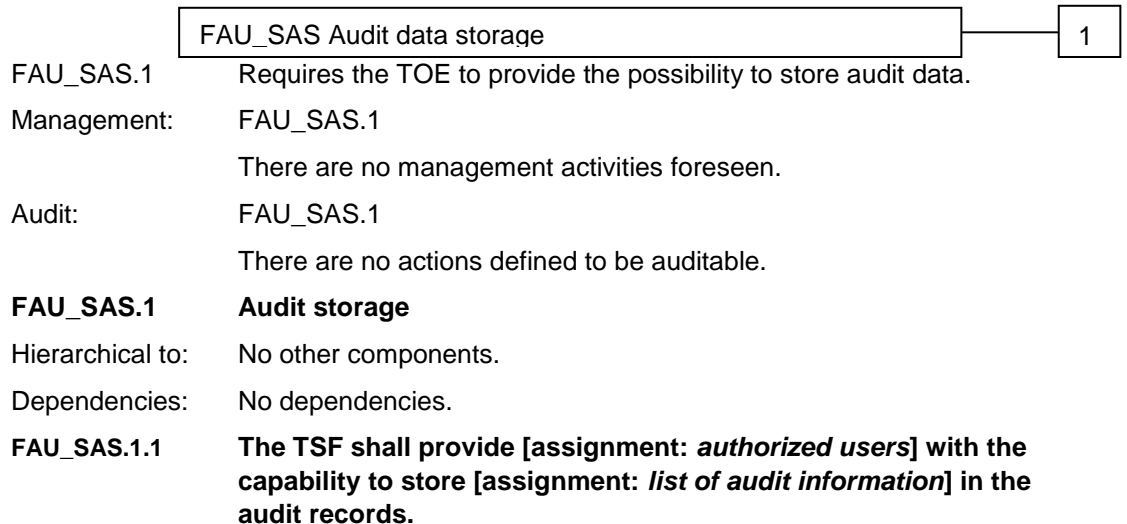 FAU_SAS Audit data storage 1
FAU_SAS.1 Requires the TOE to provide the possibility to store audit data.
Management: FAU_SAS.1
There are no management activities foreseen.
Audit: FAU_SAS.1
There are no actions defined to be auditable.
FAU_SAS.1 Audit storage
Hierarchical to: No other components.
Dependencies: No dependencies.
FAU_SAS.1.1 The TSF shall provide [assignment: authorized users] with the
capability to store [assignment: list of audit information] in the
audit records.